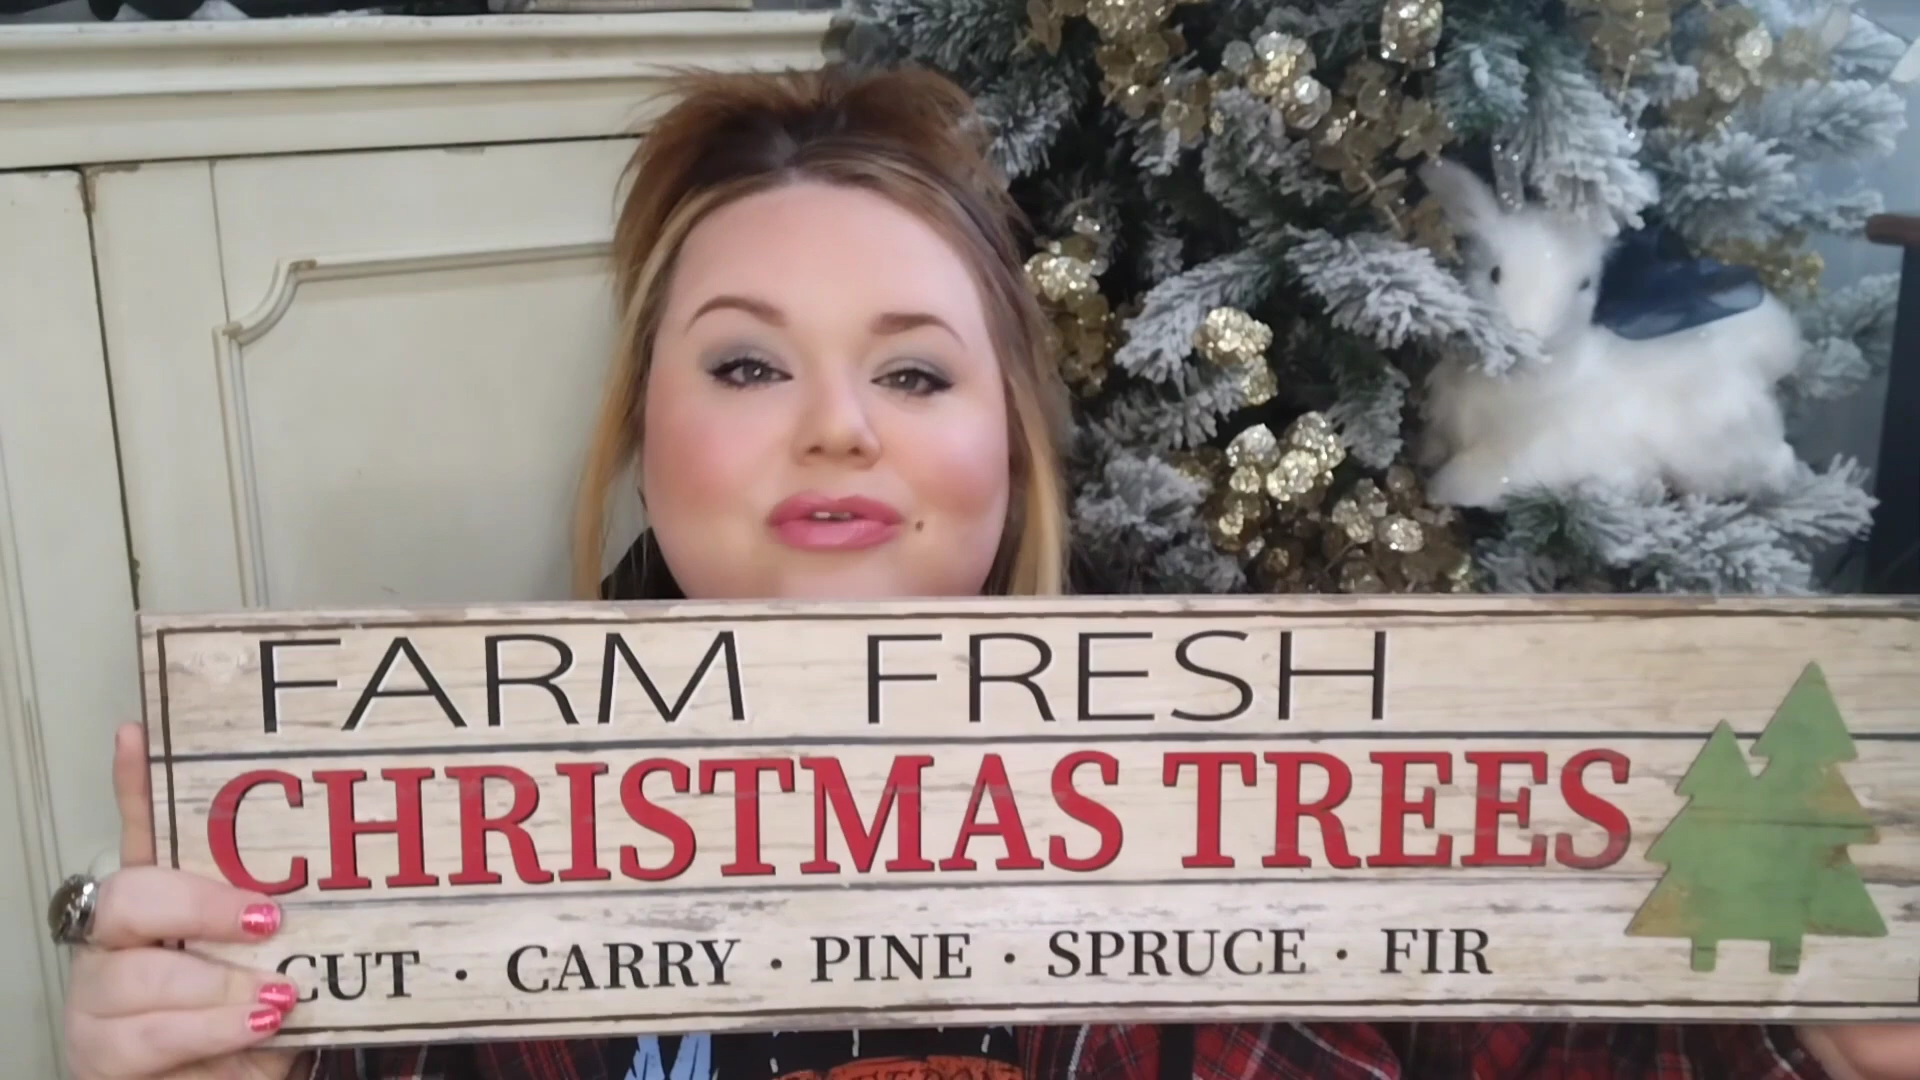 FARM FRESH
CHRISTMAS TREES
CUT · CARRY · PINE · SPRUCE · FIR